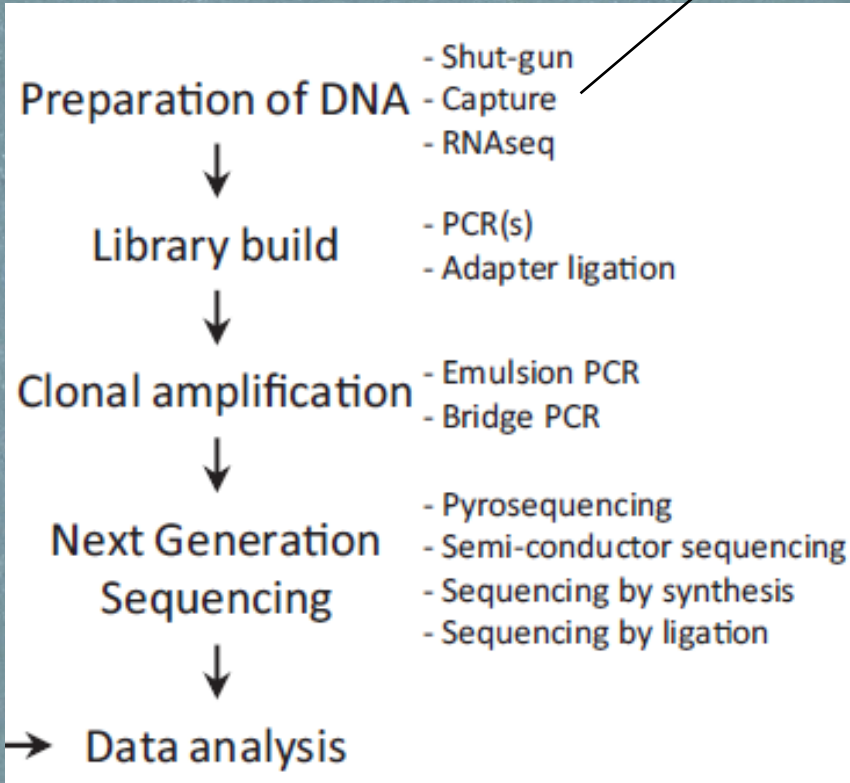 - Shut-gun
Preparation of DNA - Capture
- RNAseq
- PCR(s)
Library build
- Adapter ligation
- Emulsion PCR
Clonal amplification
- Bridge PCR
- Pyrosequencing
Next Generation - Semi-conductor sequencing
Sequencing - Sequencing by synthesis
- Sequencing by ligation
Data analysis